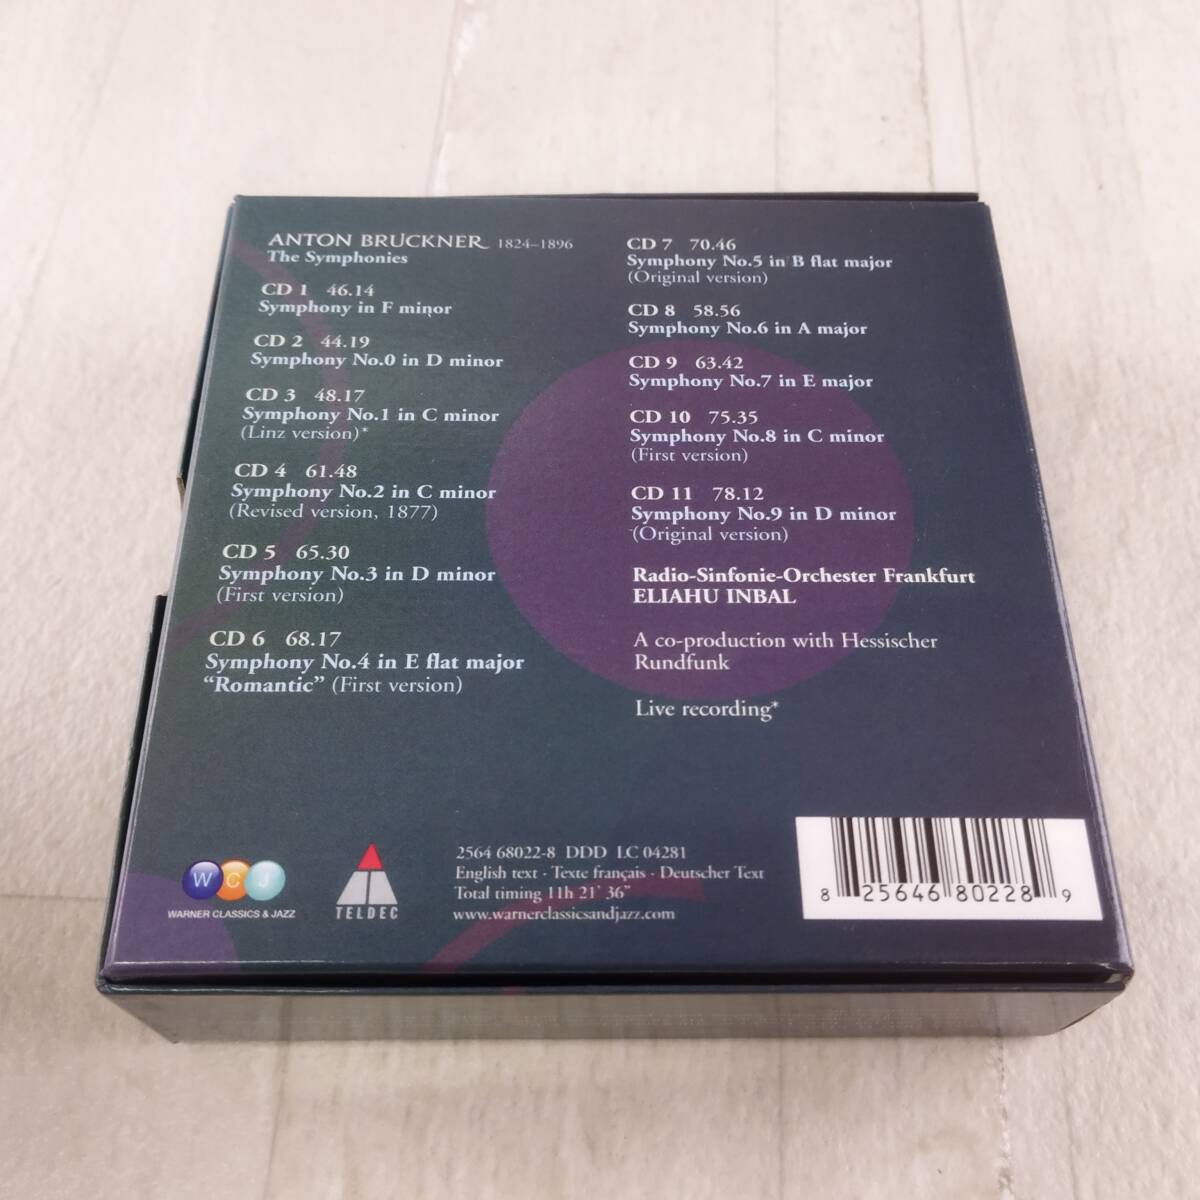 ANTON BRUCKNER 1824–1896
The Symphonies
CD 1 46.14
Symphony in F minor
CD 2 44.19
Symphony No.0 in D minor
CD 3 48.17
Symphony No.1 in C minor
(Linz version)*
CD 4 61.48
Symphony No.2 in C minor
(Revised version, 1877)
CD 5 65.30
Symphony No.3 in D minor
(First version)
CD 6 68.17
Symphony No.4 in E flat major
“Romantic” (First version)
CD 7 70.46
Symphony No.5 in B flat major
(Original version)
CD 8 58.56
Symphony No.6 in A major
CD 9 63.42
Symphony No.7 in E major
CD 10 75.35
Symphony No.8 in C minor
(First version)
CD 11 78.12
Symphony No.9 in D minor
(Original version)
Radio-Sinfonie-Orchester Frankfurt
ELIAHU INBAL
A co-production with Hessischer
Rundfunk
Live recording*
W C J
WARNER CLASSICS & JAZZ
TELDEC
2564 68022-8 DDD LC 04281
English text · Texte français · Deutscher Text
Total timing 11h 21' 36"
www.warnerclassicsandjazz.com
8 25646 80228 9